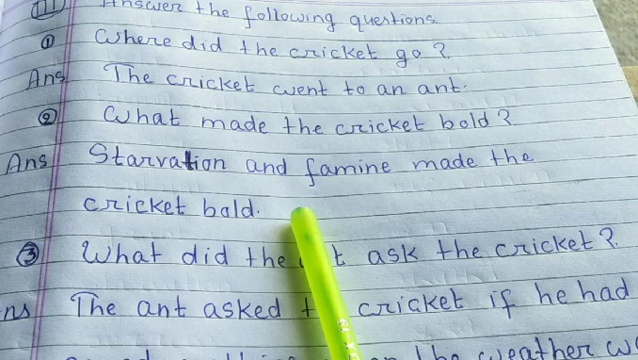 III Answer the following questions
① Where did the cricket go?
Ans The cricket went to an ant.
② What made the cricket bold?
Ans Starvation and famine made the
cricket bald.
③ What did the ask the cricket?
The ant asked cricket if he had
the weather